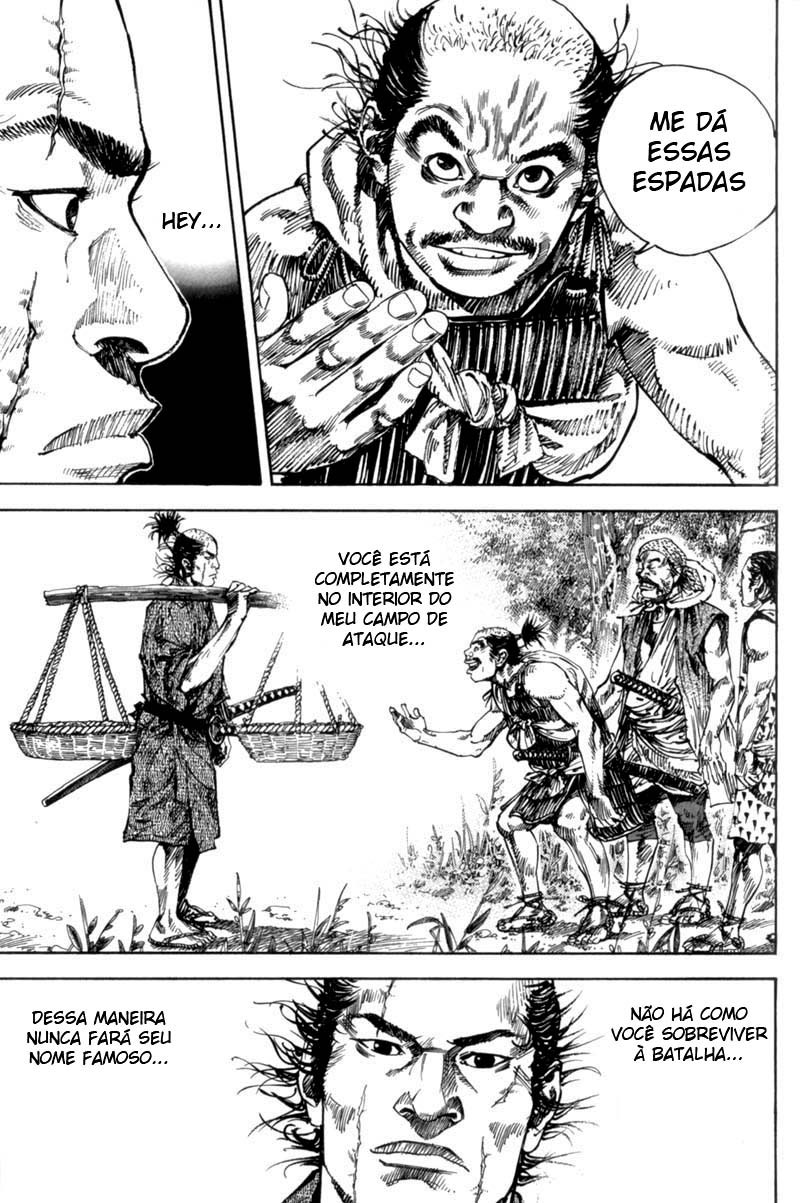 ME DÁ
ESSAS
ESPADAS
HEY...
VOCÊ ESTÁ
COMPLETAMENTE
NO INTERIOR DO
MEU CAMPO DE
ATAQUE...
NÃO HÁ COMO
VOCÊ SOBREVIVER
À BATALHA...
DESSA MANEIRA
NUNCA FARÁ SEU
NOME FAMOSO...